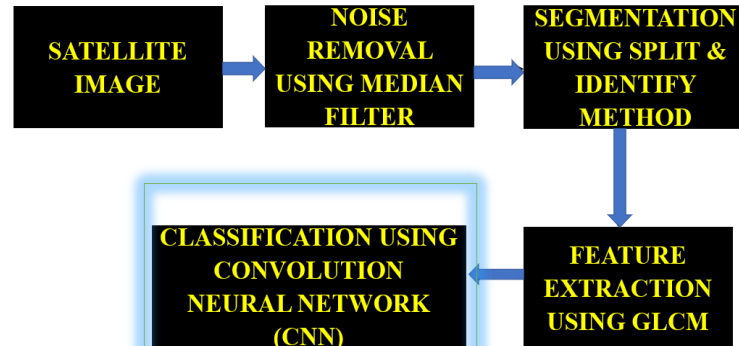 SATELLITE
IMAGE
NOISE
REMOVAL
USING MEDIAN
FILTER
SEGMENTATION
USING SPLIT &
IDENTIFY
METHOD
FEATURE
EXTRACTION
USING GLCM
CLASSIFICATION USING
CONVOLUTION
NEURAL NETWORK
(CNN)